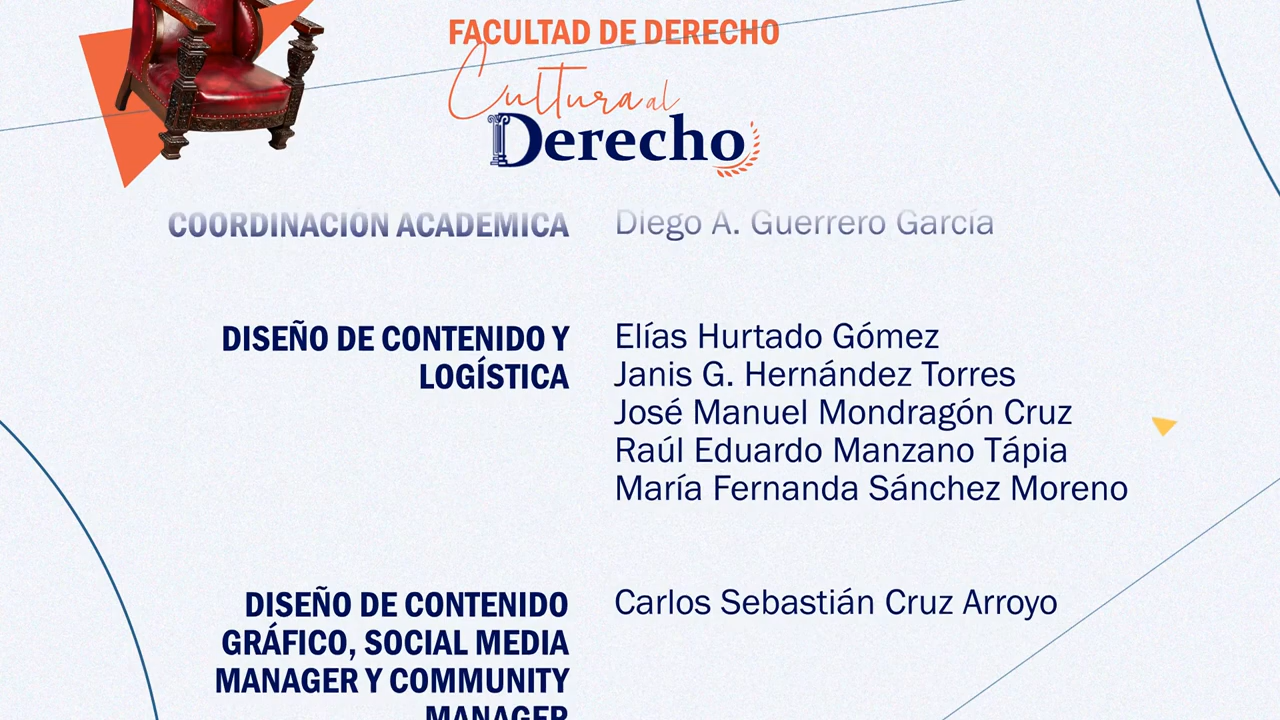 FACULTAD DE DERECHO
Cultura al
Derecho
COORDINACIÓN ACADÉMICA Diego A. Guerrero García
DISEÑO DE CONTENIDO Y Elías Hurtado Gómez
LOGÍSTICA Janis G. Hernández Torres
José Manuel Mondragón Cruz
Raúl Eduardo Manzano Tápia
María Fernanda Sánchez Moreno
DISEÑO DE CONTENIDO Carlos Sebastián Cruz Arroyo
GRÁFICO, SOCIAL MEDIA
MANAGER Y COMMUNITY
MANAGER